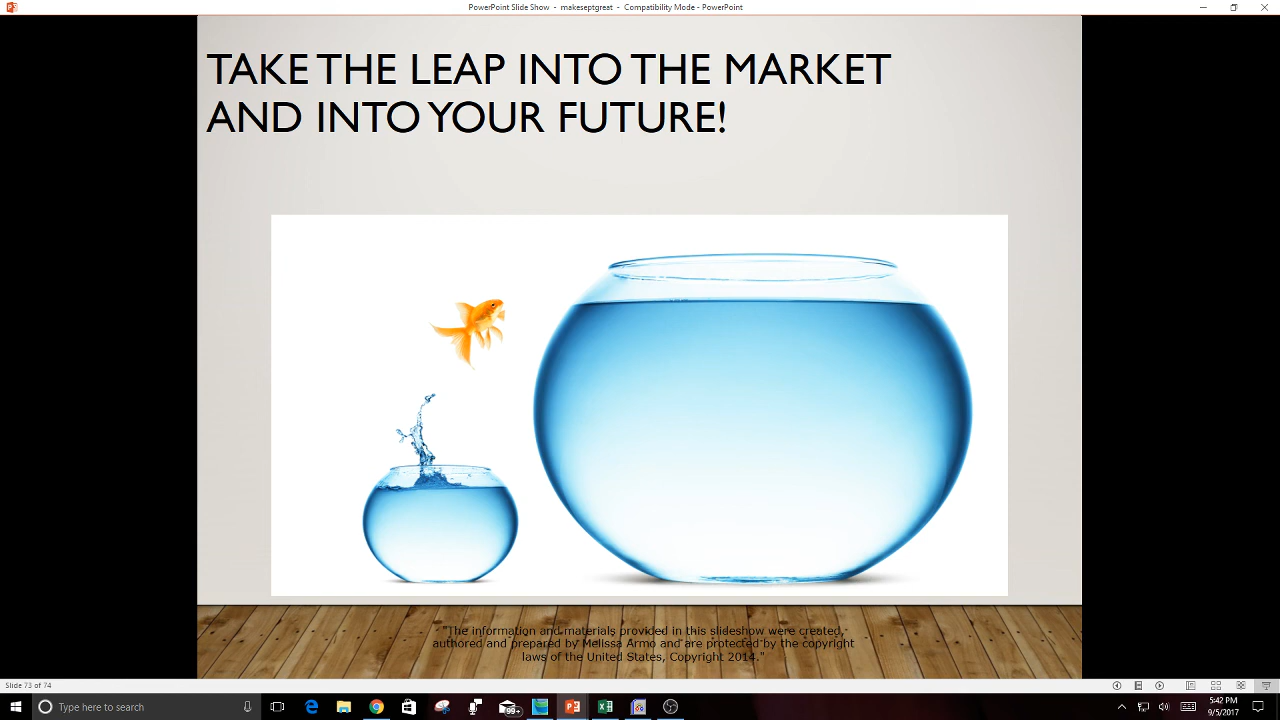 PowerPoint Slide Show - makeseptgreat - Compatibility Mode - PowerPoint
TAKE THE LEAP INTO THE MARKET
AND INTO YOUR FUTURE!
"The information and materials provided in this slideshow were created,
authored and prepared by Melissa Armo and are protected by the copyright
laws of the United States, Copyright 2014."
Slide 73 of 74
Type here to search
99+
5:42 PM
9/5/2017